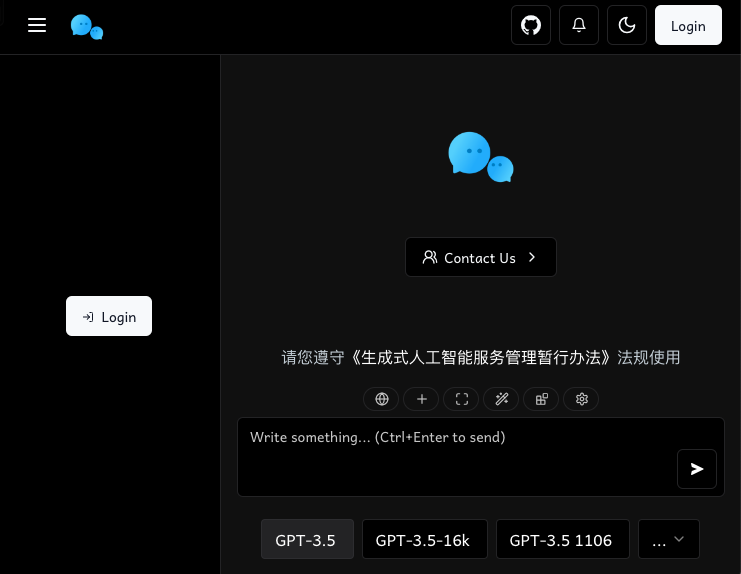 Login
Contact Us
Login
请您遵守《生成式人工智能服务管理暂行办法》法规使用
Write something... (Ctrl+Enter to send)
GPT-3.5 GPT-3.5-16k GPT-3.5 1106 ...